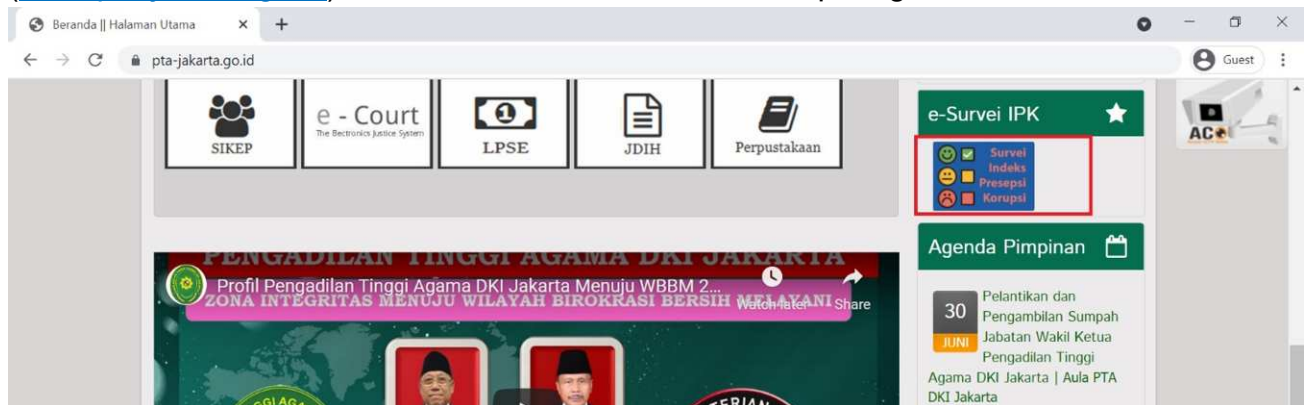 Beranda || Halaman Utama
pta-jakarta.go.id
Guest
SIKEP
e - Court
The Electronics Justice System
LPSE
JDIH
Perpustakaan
e-Survei IPK
Survei
Indeks
Presepsi
Korupsi
ACO
PENGADILAN TINGGI AGAMA DKI JAKARTA
Profil Pengadilan Tinggi Agama DKI Jakarta Menuju WBBM 2...
ZONA INTEGRITAS MENUJU WILAYAH BIROKRASI BERSIH MELAYANI
Watch later
Share
Agenda Pimpinan
30
JUNI
Pelantikan dan
Pengambilan Sumpah
Jabatan Wakil Ketua
Pengadilan Tinggi
Agama DKI Jakarta | Aula PTA
DKI Jakarta